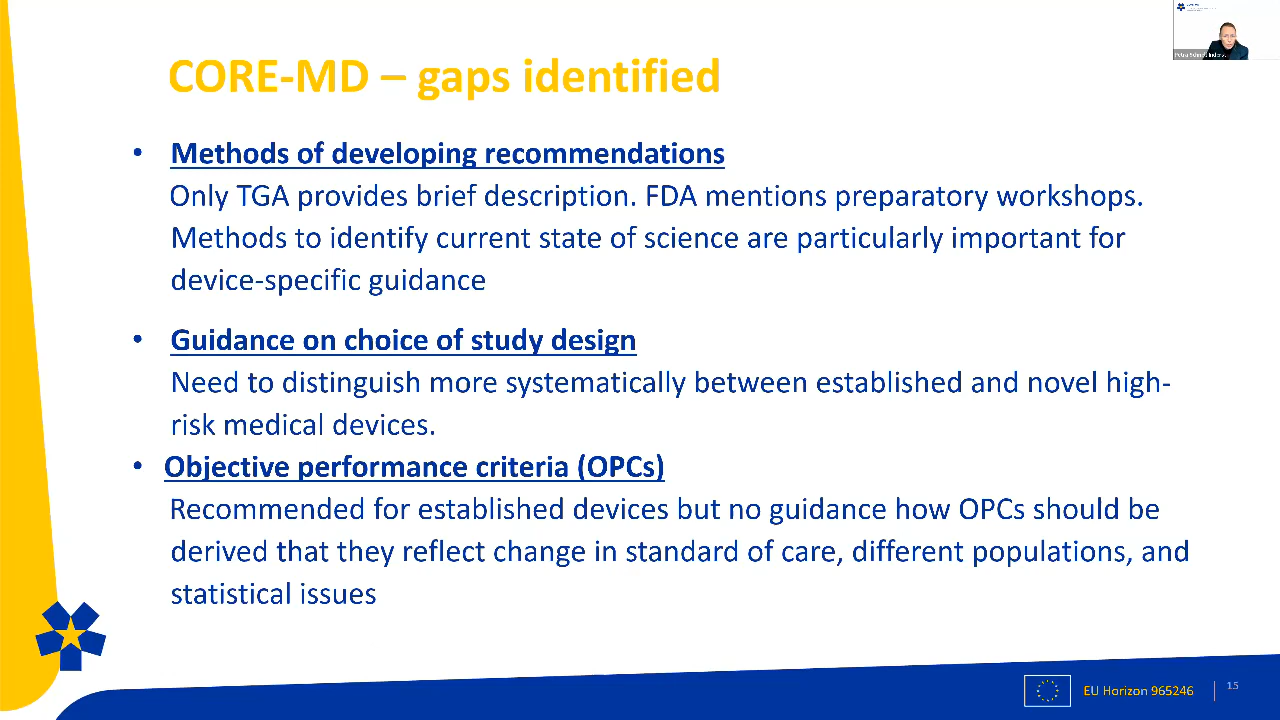 CORE-MD – gaps identified
• Methods of developing recommendations
Only TGA provides brief description. FDA mentions preparatory workshops.
Methods to identify current state of science are particularly important for
device-specific guidance
• Guidance on choice of study design
Need to distinguish more systematically between established and novel high-
risk medical devices.
• Objective performance criteria (OPCs)
Recommended for established devices but no guidance how OPCs should be
derived that they reflect change in standard of care, different populations, and
statistical issues
EU Horizon 965246
15